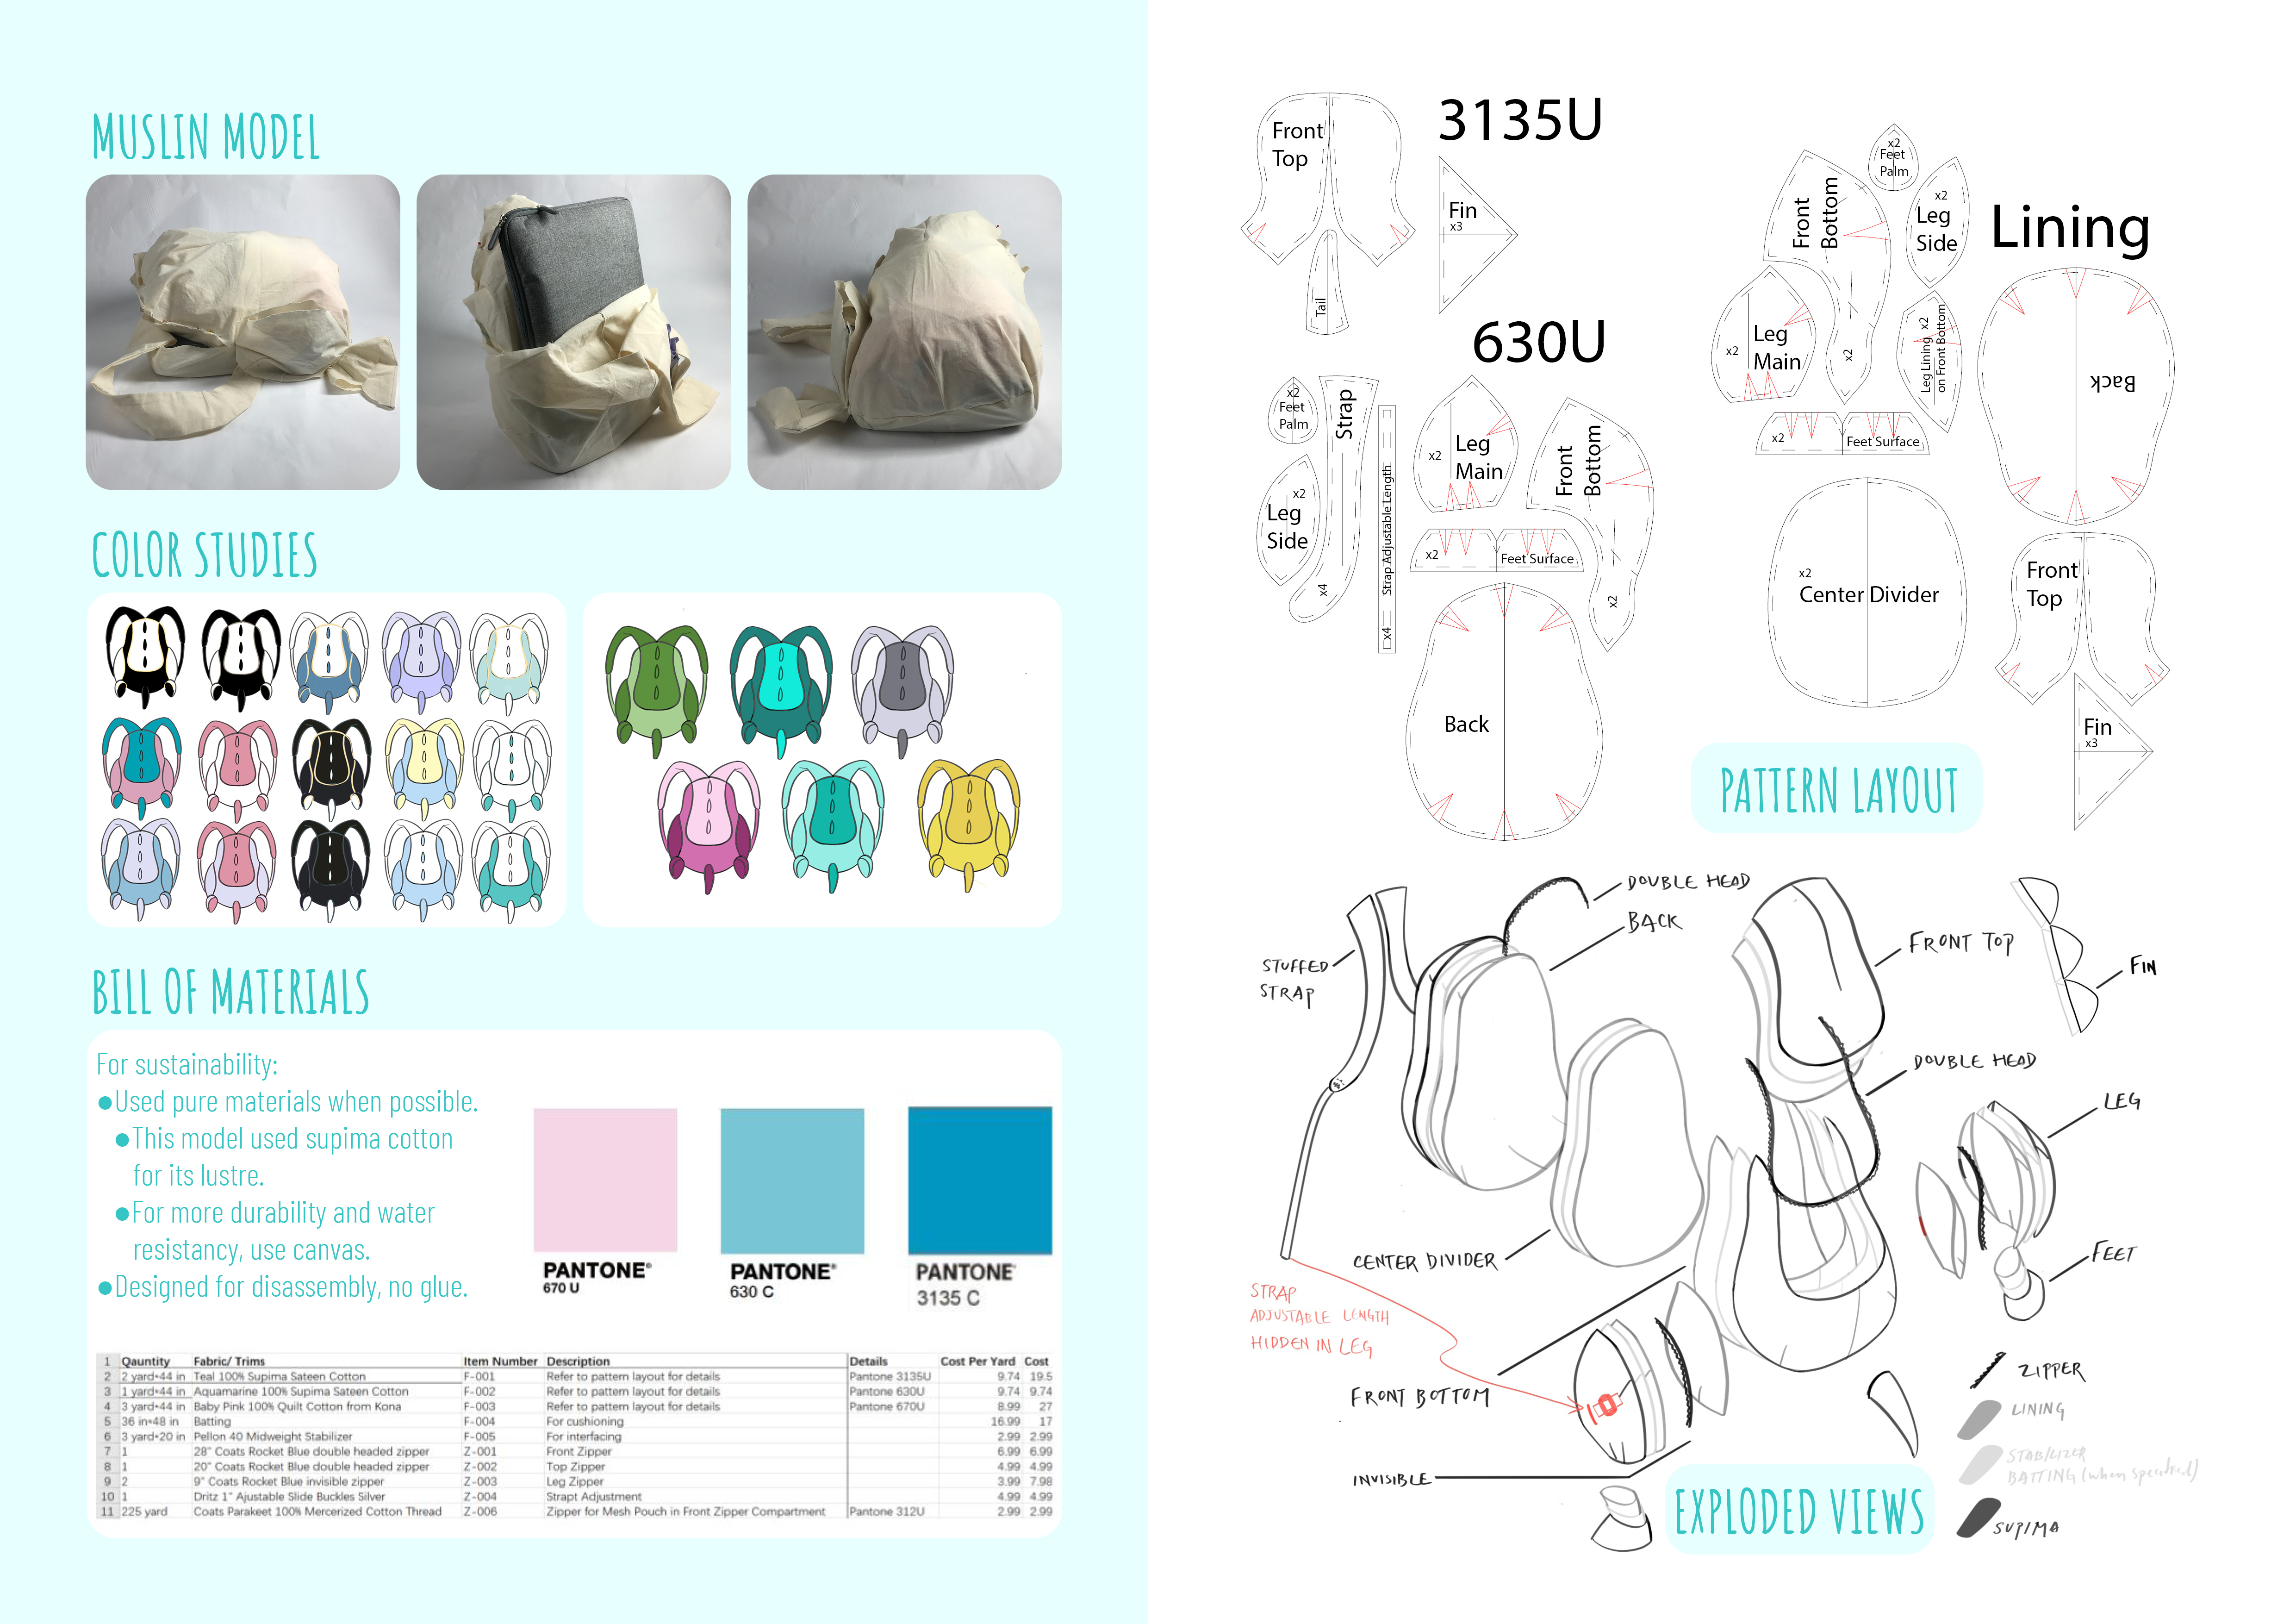 MUSLIN MODEL
COLOR STUDIES
BILL OF MATERIALS
For sustainability:
●Used pure materials when possible.
●This model used supima cotton
for its lustre.
●For more durability and water
resistancy, use canvas.
●Designed for disassembly, no glue.
PANTONE®
670 U
PANTONE®
630 C
PANTONE®
3135 C
1 Qauntity Fabric/ Trims Item Number Description Details Cost Per Yard Cost
2 2 yard*44 in Teal 100% Supima Sateen Cotton F-001 Refer to pattern layout for details Pantone 3135U 9.74 19.5
3 1 yard*44 in Aquamarine 100% Supima Sateen Cotton F-002 Refer to pattern layout for details Pantone 630U 9.74 9.74
4 3 yard*44 in Baby Pink 100% Quilt Cotton from Kona F-003 Refer to pattern layout for details Pantone 670U 8.99 27
5 36 in*48 in Batting F-004 For cushioning 16.99 17
6 3 yard*20 in Pellon 40 Midweight Stabilizer F-005 For interfacing 2.99 2.99
7 1 28" Coats Rocket Blue double headed zipper Z-001 Front Zipper 6.99 6.99
8 1 20" Coats Rocket Blue double headed zipper Z-002 Top Zipper 4.99 4.99
9 2 9" Coats Rocket Blue invisible zipper Z-003 Leg Zipper 3.99 7.98
10 1 Dritz 1" Ajustable Slide Buckles Silver Z-004 Strapt Adjustment 4.99 4.99
11 225 yard Coats Parakeet 100% Mercerized Cotton Thread Z-006 Zipper for Mesh Pouch in Front Zipper Compartment Pantone 312U 2.99 2.99
3135U
Front
Top
Tail
Fin
x3
630U
x2
Feet
Palm
Strap
x4
x2
Leg
Side
Strap Adjustable Length
x4
x2
Leg
Main
x2
Feet Surface
Front
Bottom
x2
Back
Lining
x2
Feet
Palm
Front
Bottom
x2
x2
Leg
Side
x2
Leg
Main
Leg Lining x2
on Front Bottom
x2
Feet Surface
Back
x2
Center Divider
Front
Top
Fin
x3
PATTERN LAYOUT
DOUBLE HEAD
BACK
STUFFED
STRAP
FRONT TOP
FIN
DOUBLE HEAD
LEG
FEET
CENTER DIVIDER
STRAP
ADJUSTABLE LENGTH
HIDDEN IN LEG
FRONT BOTTOM
INVISIBLE
ZIPPER
LINING
STABILIZER
BATTING (when specified)
SUPIMA
EXPLODED VIEWS